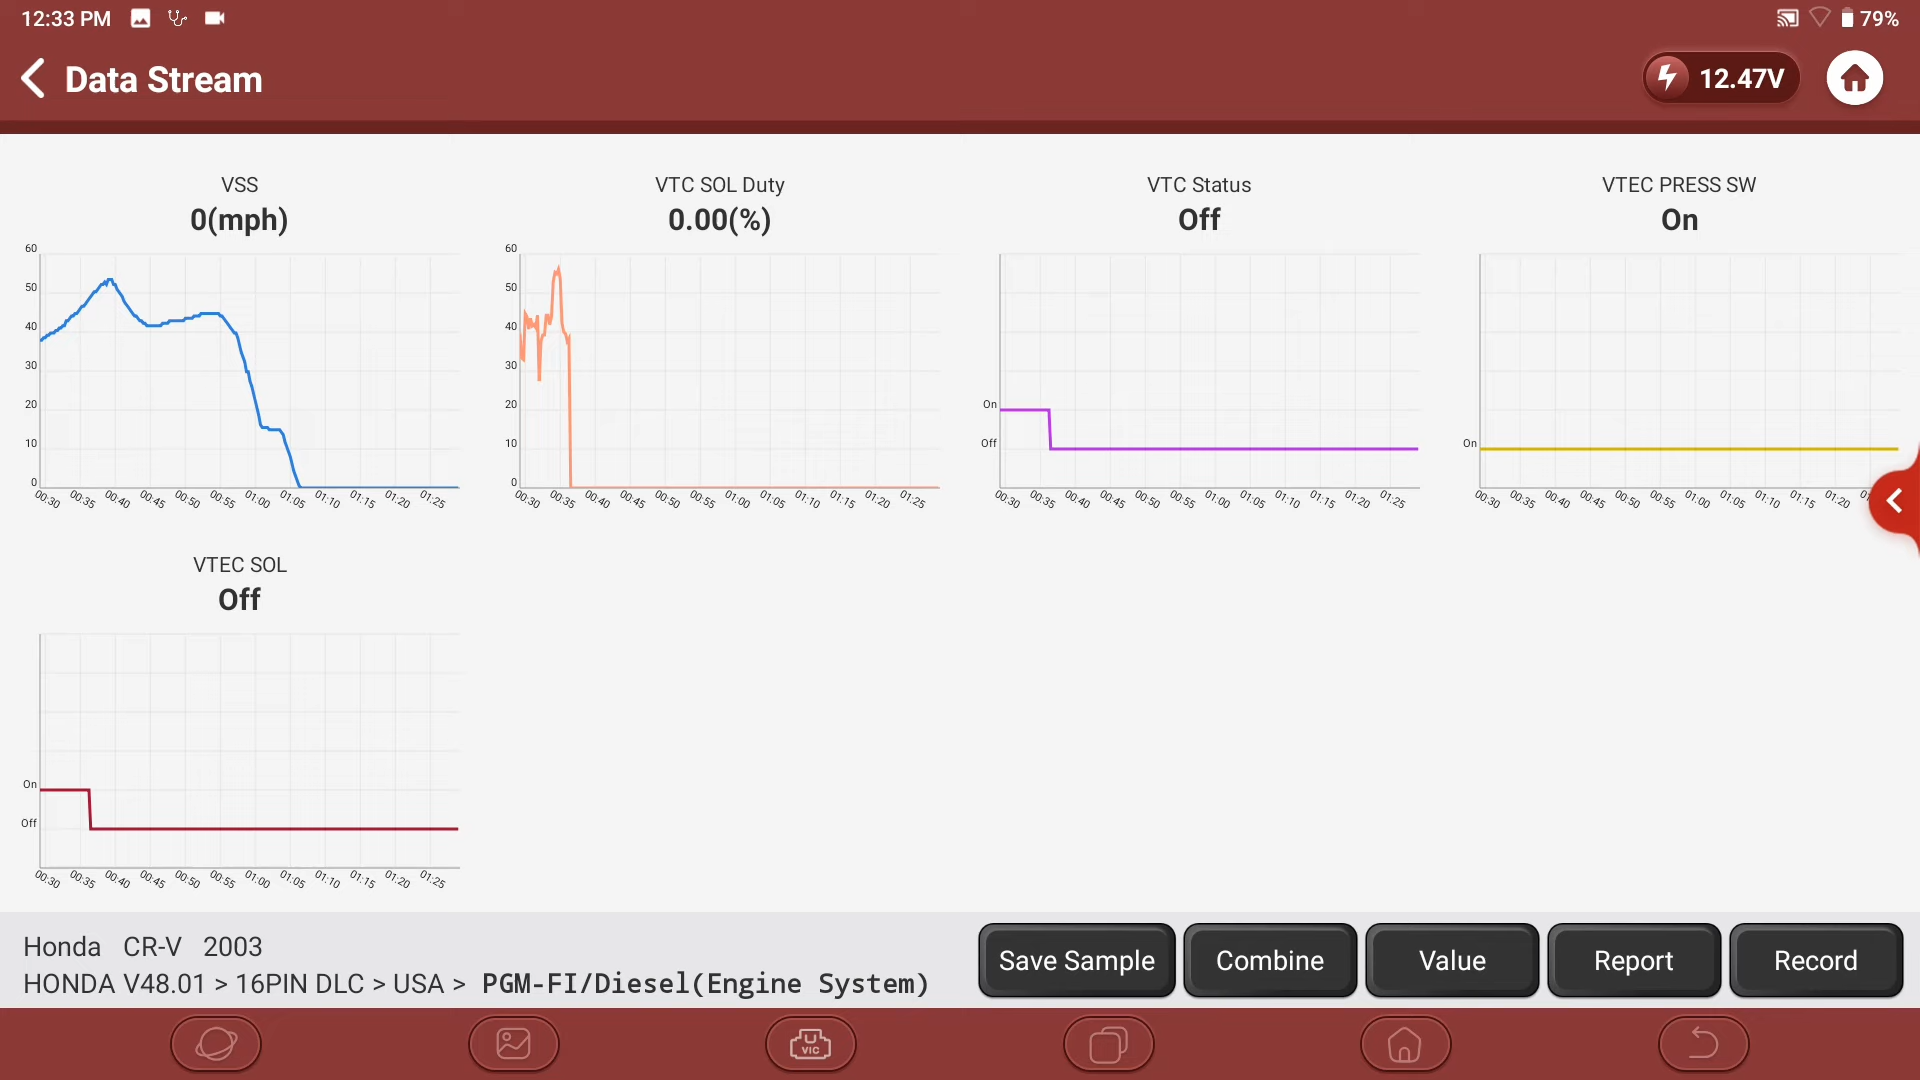 12:33 PM
79%
Data Stream
12.47V
VSS
0(mph)
60
50
40
30
20
10
0
00:30 00:35 00:40 00:45 00:50 00:55 01:00 01:05 01:10 01:15 01:20 01:25
VTC SOL Duty
0.00(%)
60
50
40
30
20
10
0
00:30 00:35 00:40 00:45 00:50 00:55 01:00 01:05 01:10 01:15 01:20 01:25
VTC Status
Off
On
Off
00:30 00:35 00:40 00:45 00:50 00:55 01:00 01:05 01:10 01:15 01:20 01:25
VTEC PRESS SW
On
On
00:30 00:35 00:40 00:45 00:50 00:55 01:00 01:05 01:10 01:15 01:20
VTEC SOL
Off
On
Off
00:30 00:35 00:40 00:45 00:50 00:55 01:00 01:05 01:10 01:15 01:20 01:25
Honda CR-V 2003
HONDA V48.01 > 16PIN DLC > USA > PGM-FI/Diesel(Engine System)
Save Sample
Combine
Value
Report
Record
VIC